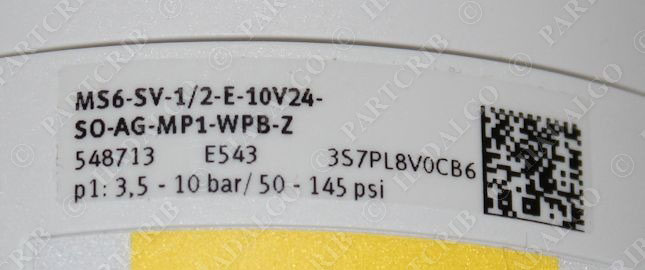 MS6-SV-1/2-E-10V24-
SO-AG-MP1-WPB-Z
548713 E543 3S7PL8V0CB6
p1: 3,5 - 10 bar/ 50 - 145 psi